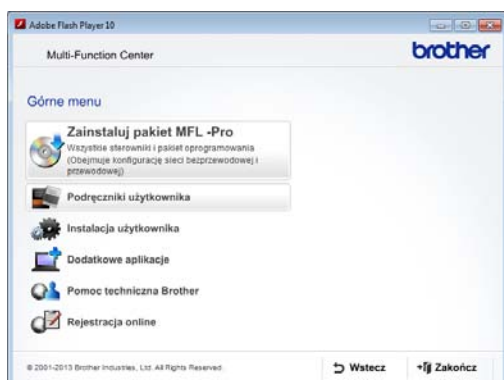 Adobe Flash Player 10
Multi-Function Center
brother
Górne menu
Zainstaluj pakiet MFL -Pro
Wszystkie sterowniki i pakiet oprogramowania
(Obejmuje konfigurację sieci bezprzewodowej i
przewodowej)
Podręczniki użytkownika
Instalacja użytkownika
Dodatkowe aplikacje
Pomoc techniczna Brother
Rejestracja online
© 2001-2013 Brother Industries, Ltd. All Rights Reserved.
Wstecz
Zakończ